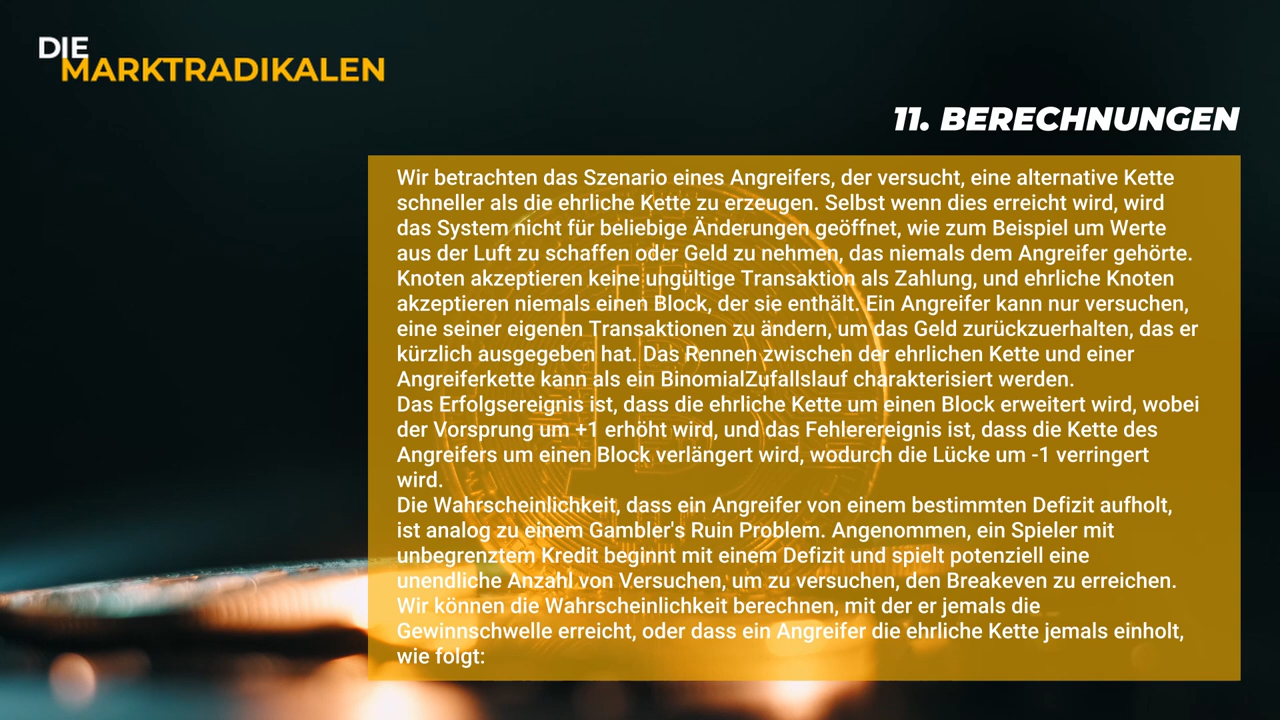 DIE
MARKTRADIKALEN
11. BERECHNUNGEN
Wir betrachten das Szenario eines Angreifers, der versucht, eine alternative Kette
schneller als die ehrliche Kette zu erzeugen. Selbst wenn dies erreicht wird, wird
das System nicht für beliebige Änderungen geöffnet, wie zum Beispiel um Werte
aus der Luft zu schaffen oder Geld zu nehmen, das niemals dem Angreifer gehörte.
Knoten akzeptieren keine ungültige Transaktion als Zahlung, und ehrliche Knoten
akzeptieren niemals einen Block, der sie enthält. Ein Angreifer kann nur versuchen,
eine seiner eigenen Transaktionen zu ändern, um das Geld zurückzuerhalten, das er
kürzlich ausgegeben hat. Das Rennen zwischen der ehrlichen Kette und einer
Angreiferkette kann als ein BinomialZufallslauf charakterisiert werden.
Das Erfolgsereignis ist, dass die ehrliche Kette um einen Block erweitert wird, wobei
der Vorsprung um +1 erhöht wird, und das Fehlerereignis ist, dass die Kette des
Angreifers um einen Block verlängert wird, wodurch die Lücke um -1 verringert
wird.
Die Wahrscheinlichkeit, dass ein Angreifer von einem bestimmten Defizit aufholt,
ist analog zu einem Gambler's Ruin Problem. Angenommen, ein Spieler mit
unbegrenztem Kredit beginnt mit einem Defizit und spielt potenziell eine
unendliche Anzahl von Versuchen, um zu versuchen, den Breakeven zu erreichen.
Wir können die Wahrscheinlichkeit berechnen, mit der er jemals die
Gewinnschwelle erreicht, oder dass ein Angreifer die ehrliche Kette jemals einholt,
wie folgt: